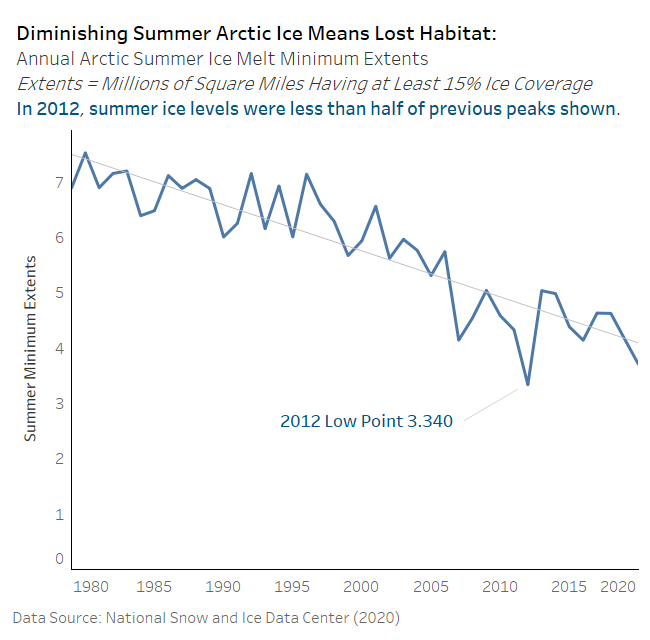 Diminishing Summer Arctic Ice Means Lost Habitat:
Annual Arctic Summer Ice Melt Minimum Extents
Extents = Millions of Square Miles Having at Least 15% Ice Coverage
In 2012, summer ice levels were less than half of previous peaks shown.
7
6
5
4
3
2
1
0
Summer Minimum Extents
2012 Low Point 3.340
1980 1985 1990 1995 2000 2005 2010 2015 2020
Data Source: National Snow and Ice Data Center (2020)